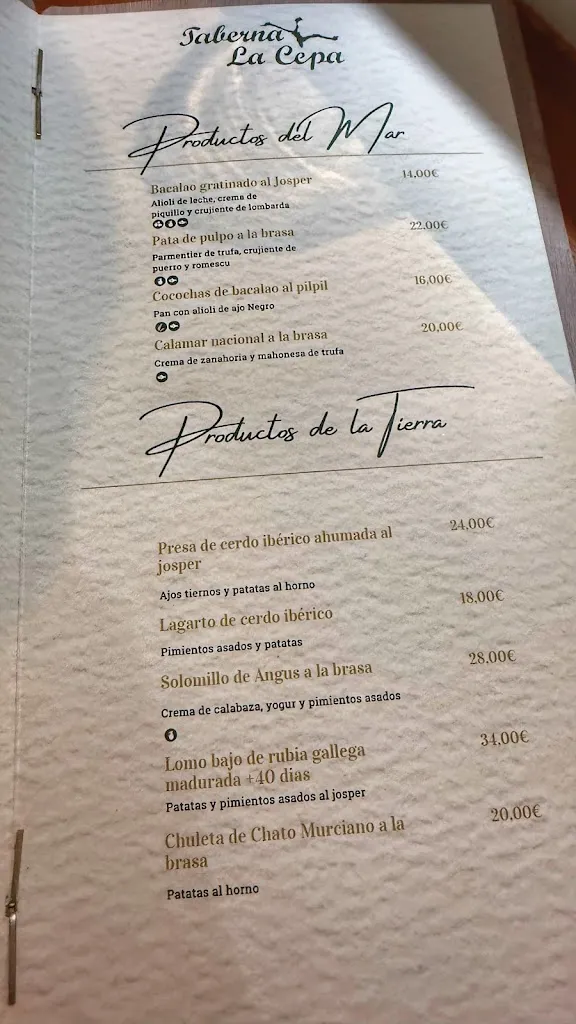 Taberna
La Cepa
Productos del Mar
Bacalao gratinado al Josper 14,00€
Alioli de leche, crema de
piquillo y crujiente de lombarda
Pata de pulpo a la brasa 22,00€
Parmentier de trufa, crujiente de
puerro y romescu
Cocochas de bacalao al pilpil 16,00€
Pan con alioli de ajo Negro
Calamar nacional a la brasa 20,00€
Crema de zanahoria y mahonesa de trufa
Productos de la Tierra
Presa de cerdo ibérico ahumada al 24,00€
josper
Ajos tiernos y patatas al horno
Lagarto de cerdo ibérico 18,00€
Pimientos asados y patatas
Solomillo de Angus a la brasa 28,00€
Crema de calabaza, yogur y pimientos asados
Lomo bajo de rubia gallega 34,00€
madurada +40 dias
Patatas y pimientos asados al josper
Chuleta de Chato Murciano a la 20,00€
brasa
Patatas al horno